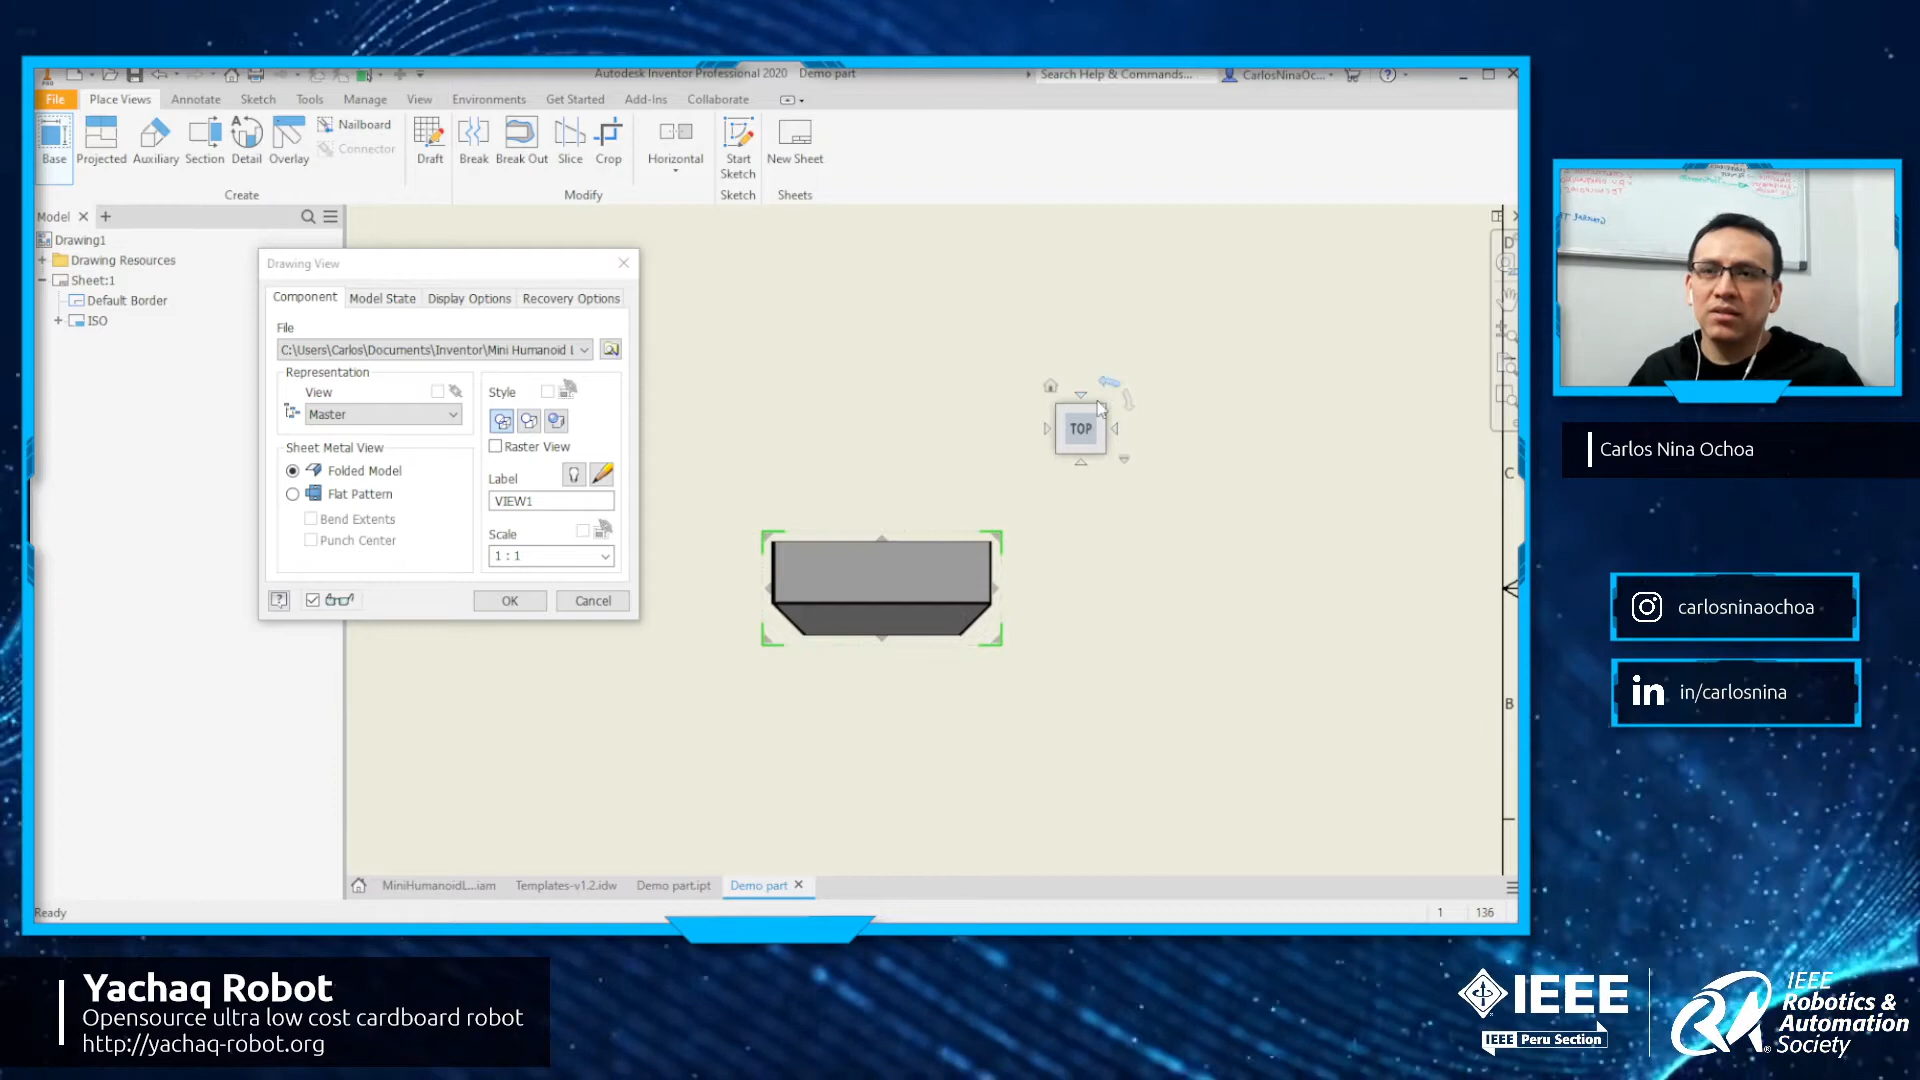 PRO
Autodesk Inventor Professional 2020 Demo part
Search Help & Commands...
CarlosNinaOc...
File
Place Views
Annotate
Sketch
Tools
Manage
View
Environments
Get Started
Add-Ins
Collaborate
Base
Projected
Auxiliary
Section
Detail
Overlay
Nailboard
Connector
Draft
Break
Break Out
Slice
Crop
Horizontal
Start
Sketch
New Sheet
Create
Modify
Sketch
Sheets
Model
Drawing1
Drawing Resources
Sheet:1
Default Border
ISO
Drawing View
Component
Model State
Display Options
Recovery Options
File
C:\Users\Carlos\Documents\Inventor\Mini Humanoid L
Representation
View
Master
Style
Raster View
Sheet Metal View
Folded Model
Flat Pattern
Bend Extents
Punch Center
Label
VIEW1
Scale
1 : 1
OK
Cancel
TOP
D
C
B
MiniHumanoidL...iam
Templates-v1.2.idw
Demo part.ipt
Demo part
Ready
1
136
Carlos Nina Ochoa
carlosninaochoa
in/carlosnina
Yachaq Robot
Opensource ultra low cost cardboard robot
http://yachaq-robot.org
IEEE
IEEE Peru Section
IEEE
Robotics &
Automation
Society